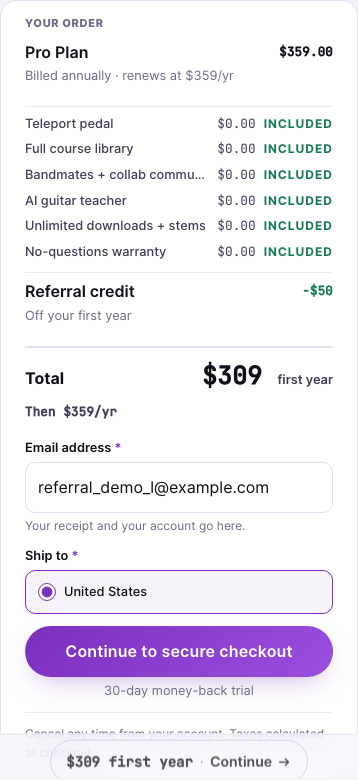 YOUR ORDER
Pro Plan $359.00
Billed annually · renews at $359/yr
Teleport pedal $0.00 INCLUDED
Full course library $0.00 INCLUDED
Bandmates + collab commu... $0.00 INCLUDED
AI guitar teacher $0.00 INCLUDED
Unlimited downloads + stems $0.00 INCLUDED
No-questions warranty $0.00 INCLUDED
Referral credit -$50
Off your first year
Total $309 first year
Then $359/yr
Email address *
referral_demo_l@example.com
Your receipt and your account go here.
Ship to *
United States
Continue to secure checkout
30-day money-back trial
Cancel any time from your account. Taxes calculated
at checkout.
$309 first year · Continue →